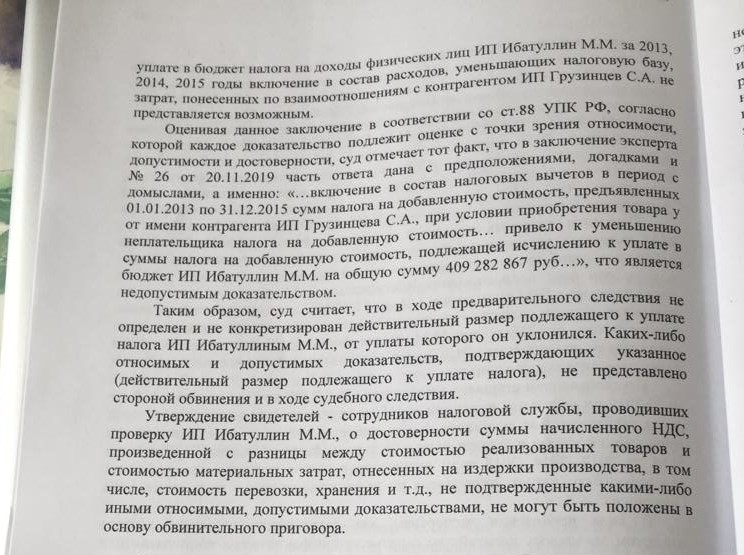 уплате в бюджет налога на доходы физических лиц ИП Ибатуллин М.М. за 2013,
2014, 2015 годы включение в состав расходов, уменьшающих налоговую базу,
затрат, понесенных по взаимоотношениям с контрагентом ИП Грузинцев С.А. не
представляется возможным.
Оценивая данное заключение в соответствии со ст.88 УПК РФ, согласно
которой каждое доказательство подлежит оценке с точки зрения относимости,
допустимости и достоверности, суд отмечает тот факт, что в заключение эксперта
№ 26 от 20.11.2019 часть ответа дана с предположениями, догадками и
домыслами, а именно: «…включение в состав налоговых вычетов в период с
01.01.2013 по 31.12.2015 сумм налога на добавленную стоимость, предъявленных
от имени контрагента ИП Грузинцева С.А., при условии приобретения товара у
неплательщика налога на добавленную стоимость… привело к уменьшению
суммы налога на добавленную стоимость, подлежащей исчислению к уплате в
бюджет ИП Ибатуллин М.М. на общую сумму 409 282 867 руб…», что является
недопустимым доказательством.
Таким образом, суд считает, что в ходе предварительного следствия не
определен и не конкретизирован действительный размер подлежащего к уплате
налога ИП Ибатуллиным М.М., от уплаты которого он уклонился. Каких-либо
относимых и допустимых доказательств, подтверждающих указанное
(действительный размер подлежащего к уплате налога), не представлено
стороной обвинения и в ходе судебного следствия.
Утверждение свидетелей - сотрудников налоговой службы, проводивших
проверку ИП Ибатуллин М.М., о достоверности суммы начисленного НДС,
произведенной с разницы между стоимостью реализованных товаров и
стоимостью материальных затрат, отнесенных на издержки производства, в том
числе, стоимость перевозки, хранения и т.д., не подтвержденные какими-либо
иными относимыми, допустимыми доказательствами, не могут быть положены в
основу обвинительного приговора.